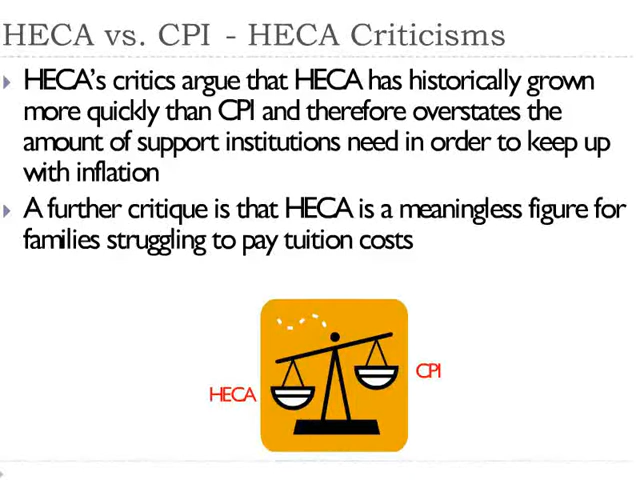 HECA vs. CPI - HECA Criticisms
HECA's critics argue that HECA has historically grown
more quickly than CPI and therefore overstates the
amount of support institutions need in order to keep up
with inflation
A further critique is that HECA is a meaningless figure for
families struggling to pay tuition costs
CPI
HECA